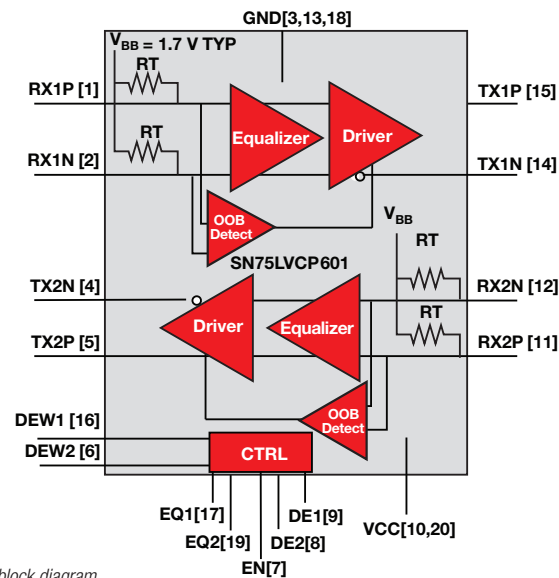 GND[3,13,18]
VBB = 1.7 V TYP
RT
RX1P [1]
TX1P [15]
Equalizer
Driver
RT
RX1N [2]
TX1N [14]
OOB
Detect
VBB
RT
SN75LVCP601
TX2N [4]
RX2N [12]
RT
Driver
Equalizer
TX2P [5]
RX2P [11]
OOB
Detect
DEW1 [16]
CTRL
DEW2 [6]
EQ1[17]
DE1[9]
VCC[10,20]
EQ2[19]
DE2[8]
EN[7]
block diagram